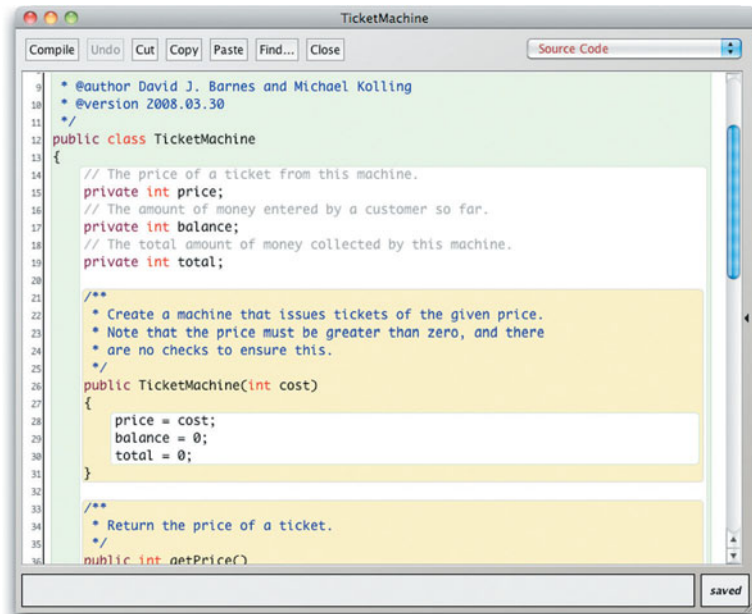 TicketMachine
Compile Undo Cut Copy Paste Find... Close Source Code
9 * @author David J. Barnes and Michael Kolling
10 * @version 2008.03.30
11 */
12 public class TicketMachine
13 {
14 // The price of a ticket from this machine.
15 private int price;
16 // The amount of money entered by a customer so far.
17 private int balance;
18 // The total amount of money collected by this machine.
19 private int total;
20
21 /**
22 * Create a machine that issues tickets of the given price.
23 * Note that the price must be greater than zero, and there
24 * are no checks to ensure this.
25 */
26 public TicketMachine(int cost)
27 {
28 price = cost;
29 balance = 0;
30 total = 0;
31 }
32
33 /**
34 * Return the price of a ticket.
35 */
36 public int getPrice()
saved